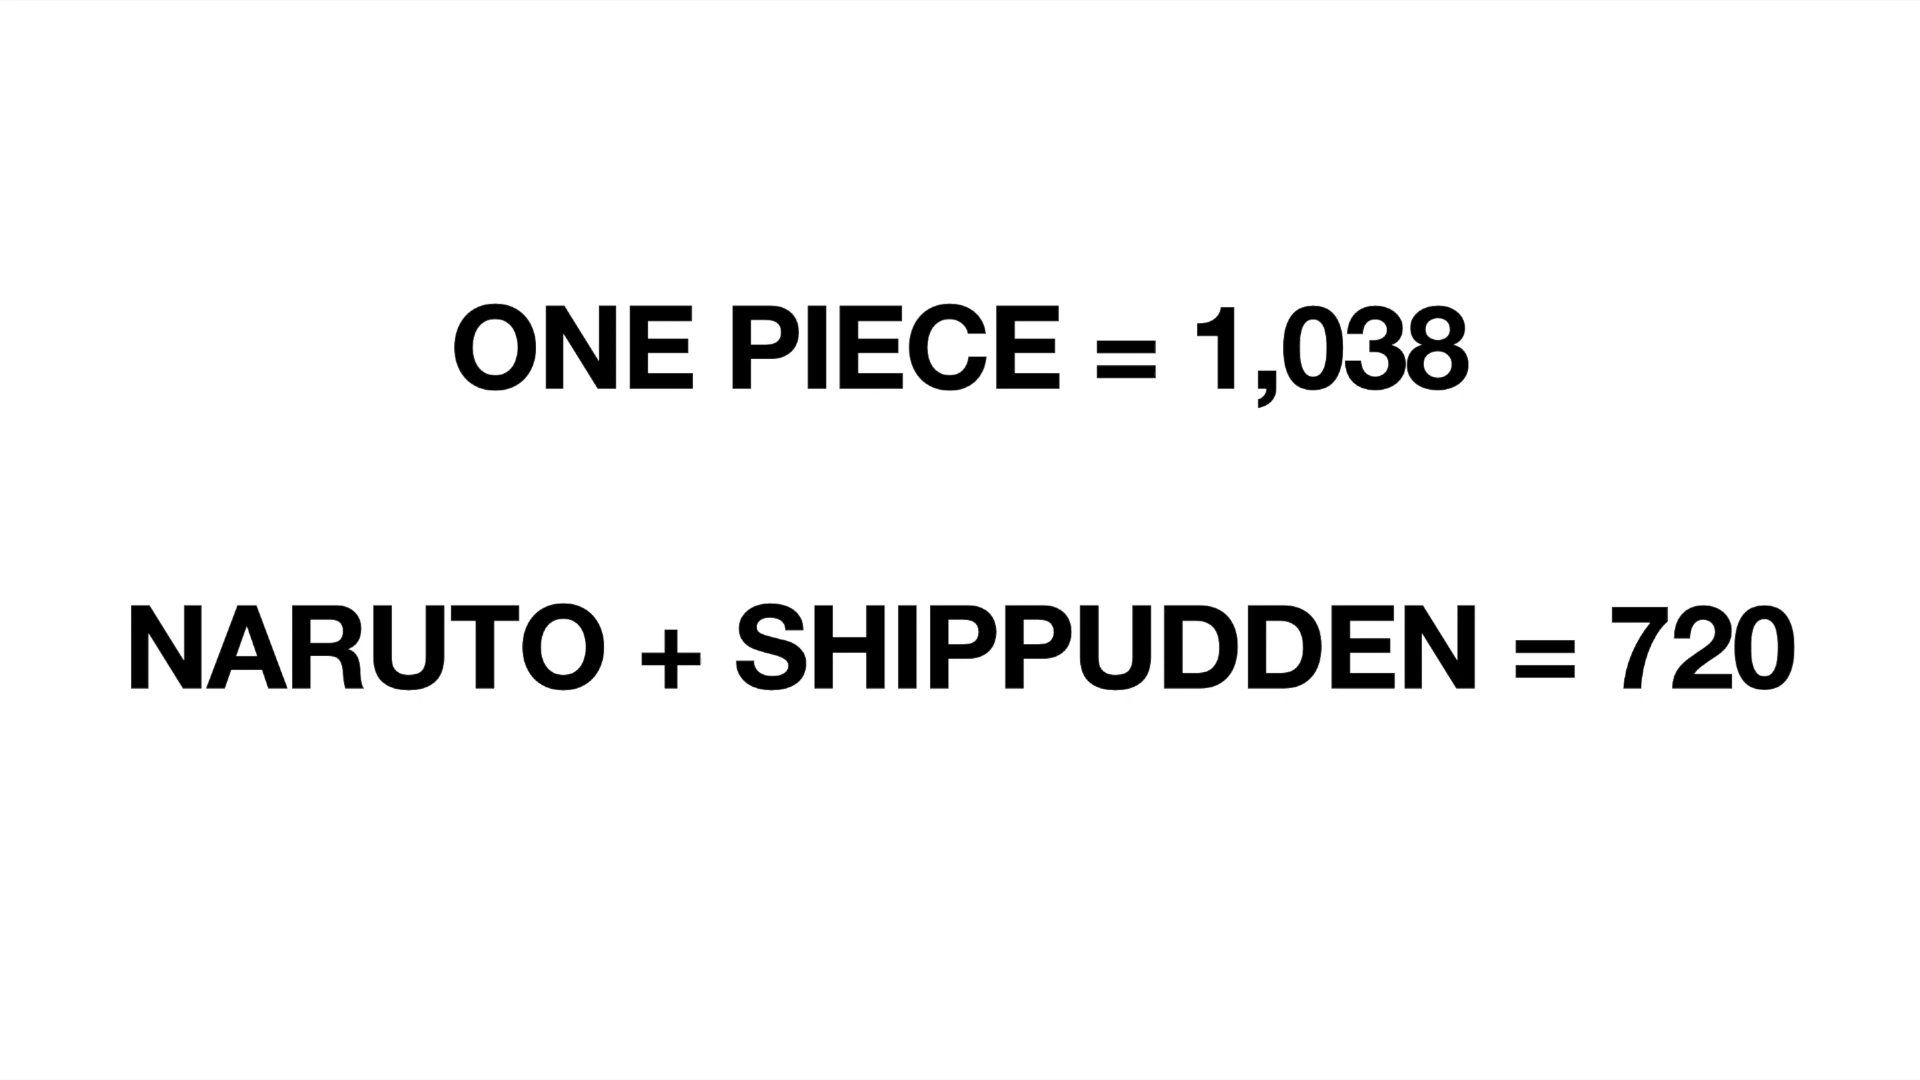 ONE PIECE = 1,038
NARUTO + SHIPPUDDEN = 720